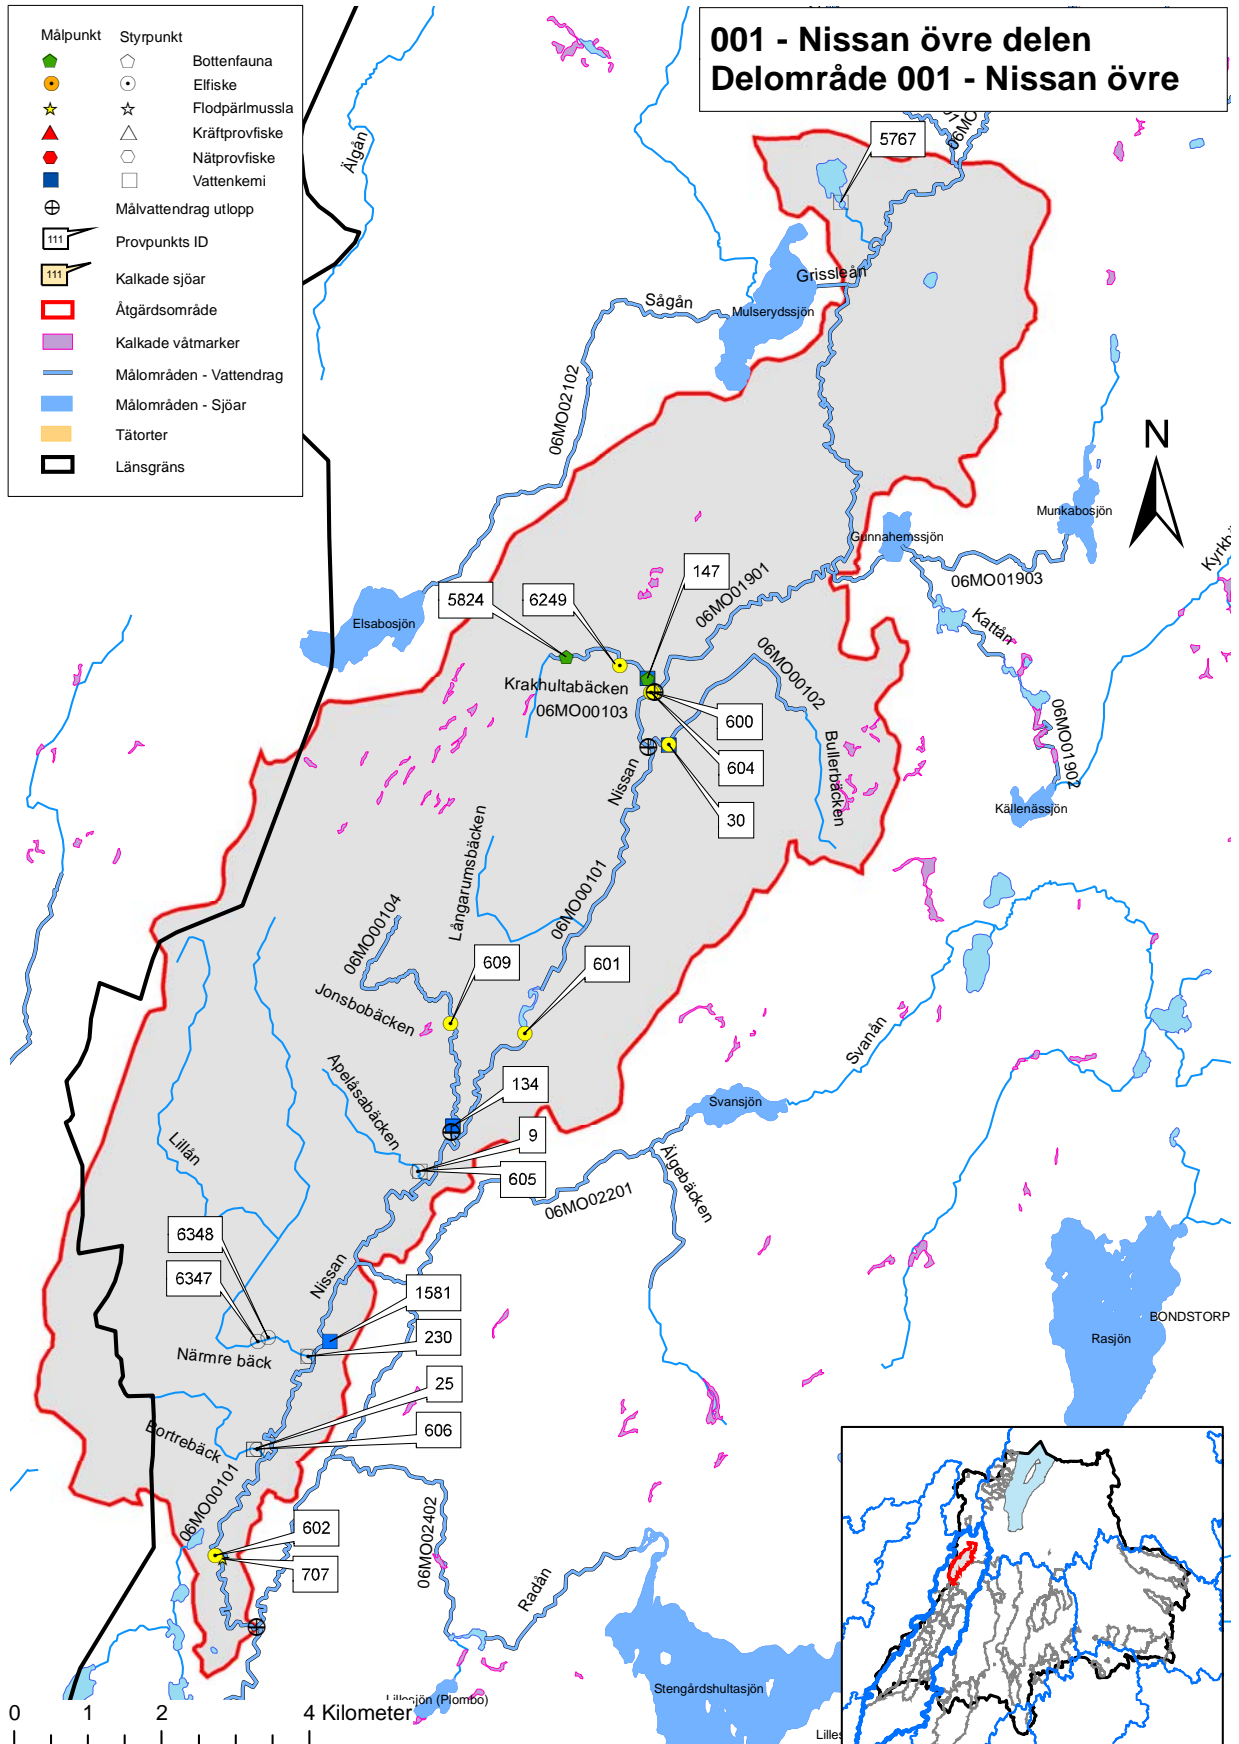 001 - Nissan övre delen
Delområde 001 - Nissan övre
Målpunkt Styrpunkt
Bottenfauna
Elfiske
Flodpärlmussla
Kräftprovfiske
Nätprovfiske
Vattenkemi
Målvattendrag utlopp
111 Provpunkts ID
111 Kalkade sjöar
Åtgärdsområde
Kalkade våtmarker
Målområden - Vattendrag
Målområden - Sjöar
Tätorter
Länsgräns
Älgån
5767
Grissleån
Sågån
Mulserydssjön
06MO02102
N
Munkabosjön
Gunnahemssjön
06MO01903
147
06MO01901
5824
6249
Elsabosjön
Kattån
06MO00102
Krakhultabäcken
06MO00103
600
06MO01902
604
Bullerbäcken
Nissan
30
Källenässjön
Långarumsbäcken
06MO00101
06MO00104
609
601
Jonsbobäcken
Svanån
Apelåsabäcken
134
Svansjön
9
Lillån
605
Älgebäcken
06MO02201
6348
6347
Nissan
1581
BONDSTORP
230
Rasjön
Närmre bäck
25
Bortrebäck
606
06MO00101
602
06MO02402
707
Radån
Stengårdshultasjön
Lillesjön (Plombo)
0 1 2 4 Kilometer